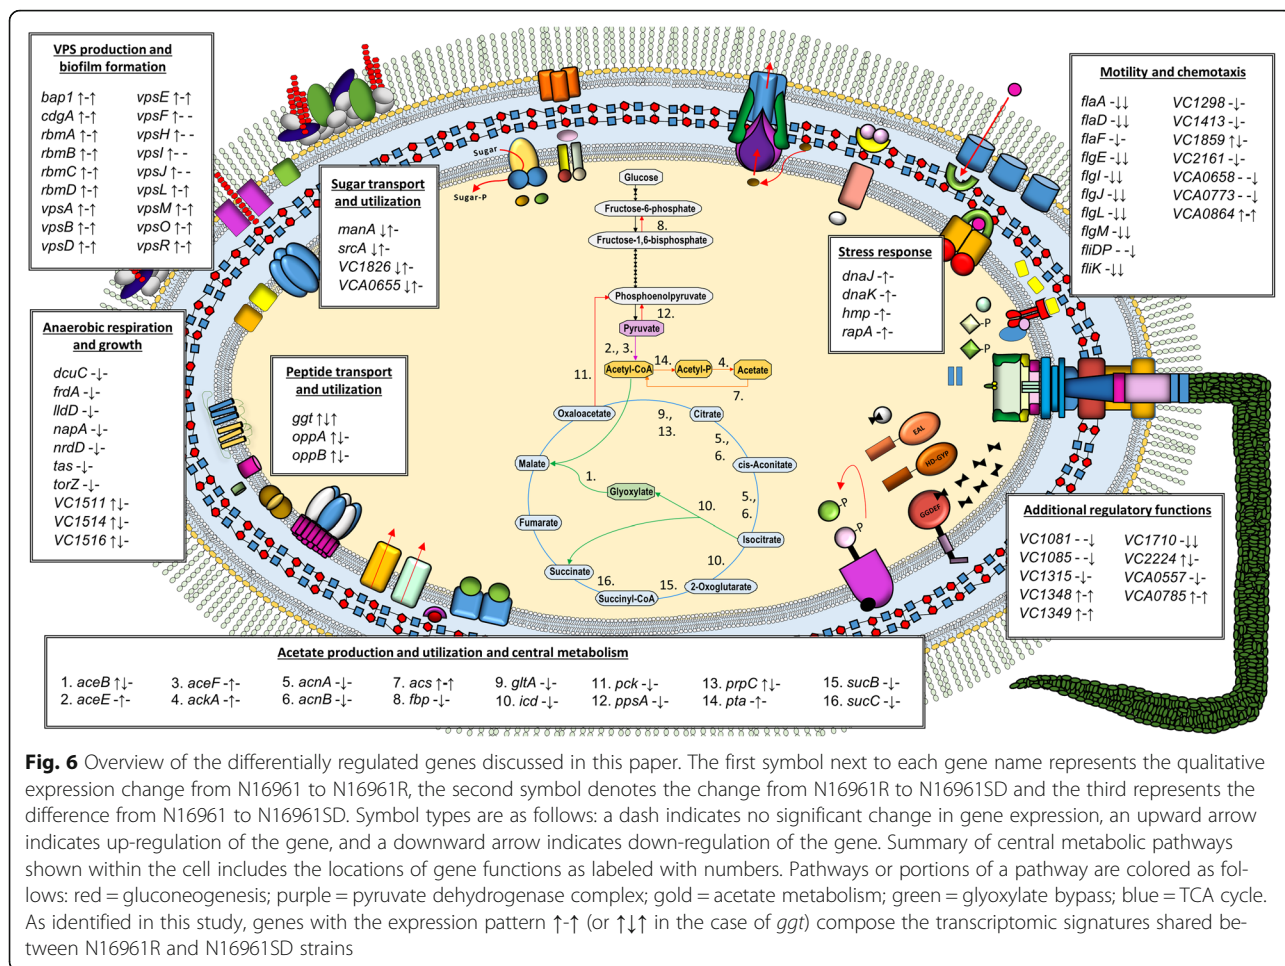 VPS production and
biofilm formation
bap1 ↑-↑ vpsE ↑-↑
cdgA ↑-↑ vpsF ↑- -
rbmA ↑-↑ vpsH ↑- -
rbmB ↑-↑ vpsI ↑- -
rbmC ↑-↑ vpsJ ↑- -
rbmD ↑-↑ vpsL ↑-↑
vpsA ↑-↑ vpsM ↑-↑
vpsB ↑-↑ vpsO ↑-↑
vpsD ↑-↑ vpsR ↑-↑
Sugar transport
and utilization
manA ↓↑-
srcA ↓↑-
VC1826 ↓↑-
VCA0655 ↓↑-
Anaerobic respiration
and growth
dcuC -↓-
frdA -↓-
lldD -↓-
napA -↓-
nrdD -↓-
tas -↓-
torZ -↓-
VC1511 ↑↓-
VC1514 ↑↓-
VC1516 ↑↓-
Peptide transport
and utilization
ggt ↑↓↑
oppA ↑↓-
oppB ↑↓-
Sugar
Sugar-P
Glucose
Fructose-6-phosphate
8.
Fructose-1,6-bisphosphate
Phosphoenolpyruvate
12.
Pyruvate
2., 3.
14.
4.
Acetyl-CoA
Acetyl-P
Acetate
11.
7.
Oxaloacetate
9.,
13.
Citrate
5.,
6.
Malate
cis-Aconitate
1.
Glyoxylate
5.,
6.
10.
Fumarate
Isocitrate
10.
Succinate
16.
15.
2-Oxoglutarate
Succinyl-CoA
Stress response
dnaJ -↑-
dnaK -↑-
hmp -↑-
rapA -↑-
Motility and chemotaxis
flaA -↓↓ VC1298 -↓-
flaD -↓↓ VC1413 -↓-
flaF -↓- VC1859 ↑↓-
flgE -↓↓ VC2161 -↓-
flgI -↓↓ VCA0658 - -↓
flgJ -↓↓ VCA0773 - -↓
flgL -↓↓ VCA0864 ↑-↑
flgM -↓↓
fliDP - -↓
fliK -↓↓
-P
-P
EAL
HD-GYP
GGDEF
-P
-P
Additional regulatory functions
VC1081 - -↓ VC1710 -↓↓
VC1085 - -↓ VC2224 ↑↓-
VC1315 -↓- VCA0557 -↓-
VC1348 ↑-↑ VCA0785 ↑-↑
VC1349 ↑-↑
Acetate production and utilization and central metabolism
1. aceB ↑↓- 3. aceF -↑- 5. acnA -↓- 7. acs ↑-↑ 9. gltA -↓- 11. pck -↓- 13. prpC ↑↓- 15. sucB -↓-
2. aceE -↑- 4. ackA -↑- 6. acnB -↓- 8. fbp -↓- 10. icd -↓- 12. ppsA -↓- 14. pta -↑- 16. sucC -↓-
Fig. 6 Overview of the differentially regulated genes discussed in this paper. The first symbol next to each gene name represents the qualitative
expression change from N16961 to N16961R, the second symbol denotes the change from N16961R to N16961SD and the third represents the
difference from N16961 to N16961SD. Symbol types are as follows: a dash indicates no significant change in gene expression, an upward arrow
indicates up-regulation of the gene, and a downward arrow indicates down-regulation of the gene. Summary of central metabolic pathways
shown within the cell includes the locations of gene functions as labeled with numbers. Pathways or portions of a pathway are colored as fol-
lows: red = gluconeogenesis; purple = pyruvate dehydrogenase complex; gold = acetate metabolism; green = glyoxylate bypass; blue = TCA cycle.
As identified in this study, genes with the expression pattern ↑-↑ (or ↑↓↑ in the case of ggt) compose the transcriptomic signatures shared be-
tween N16961R and N16961SD strains